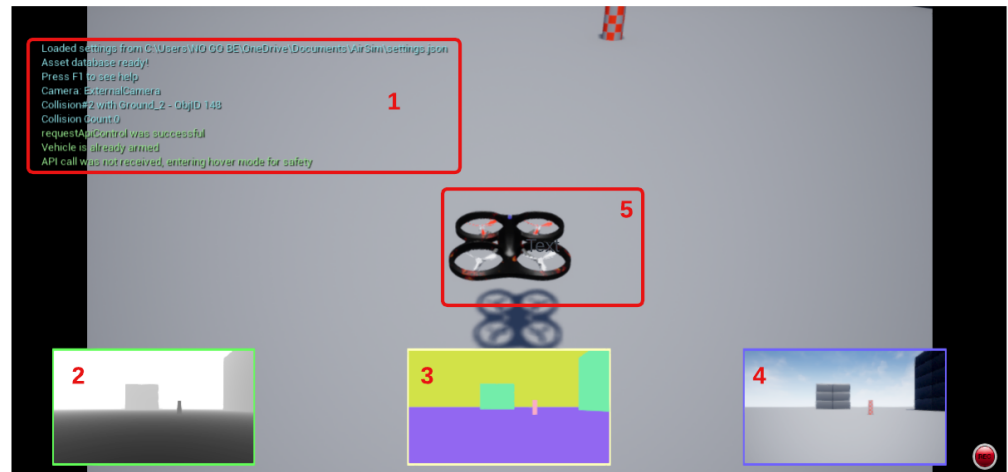 Loaded settings from C:\Users\NO GO BE\OneDrive\Documents\AirSim\settings.json
Asset database ready!
Press F1 to see help
Camera: ExternalCamera
Collision#2 with Ground_2 - ObjID 148
Collision Count:0
requestApiControl was successful
Vehicle is already armed
API call was not received, entering hover mode for safety
1
5
Text
2
3
4